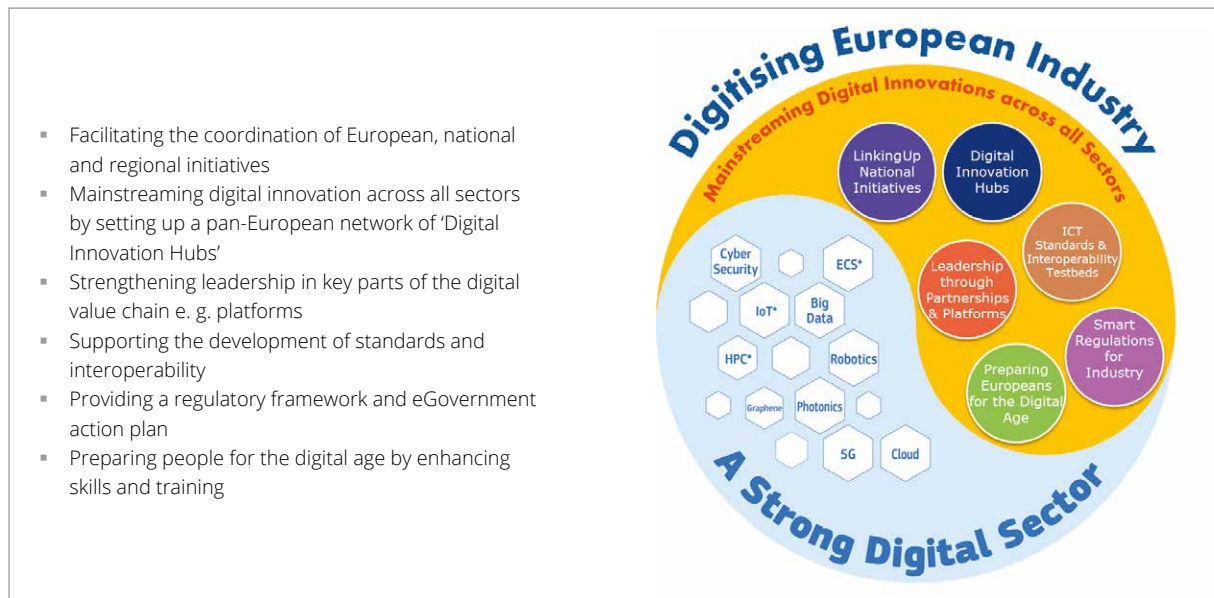 ▪ Facilitating the coordination of European, national
and regional initiatives
▪ Mainstreaming digital innovation across all sectors
by setting up a pan-European network of ‘Digital
Innovation Hubs’
▪ Strengthening leadership in key parts of the digital
value chain e. g. platforms
▪ Supporting the development of standards and
interoperability
▪ Providing a regulatory framework and eGovernment
action plan
▪ Preparing people for the digital age by enhancing
skills and training
Digitising European Industry
Mainstreaming Digital Innovations across all Sectors
LinkingUp
National
Initiatives
Digital
Innovation
Hubs
ICT
Standards &
Interoperability
Testbeds
Leadership
through
Partnerships
& Platforms
Smart
Regulations
for
Industry
Preparing
Europeans
for the Digital
Age
Cyber
Security
ECS*
IoT*
Big
Data
HPC*
Robotics
Graphene
Photonics
5G
Cloud
A Strong Digital Sector